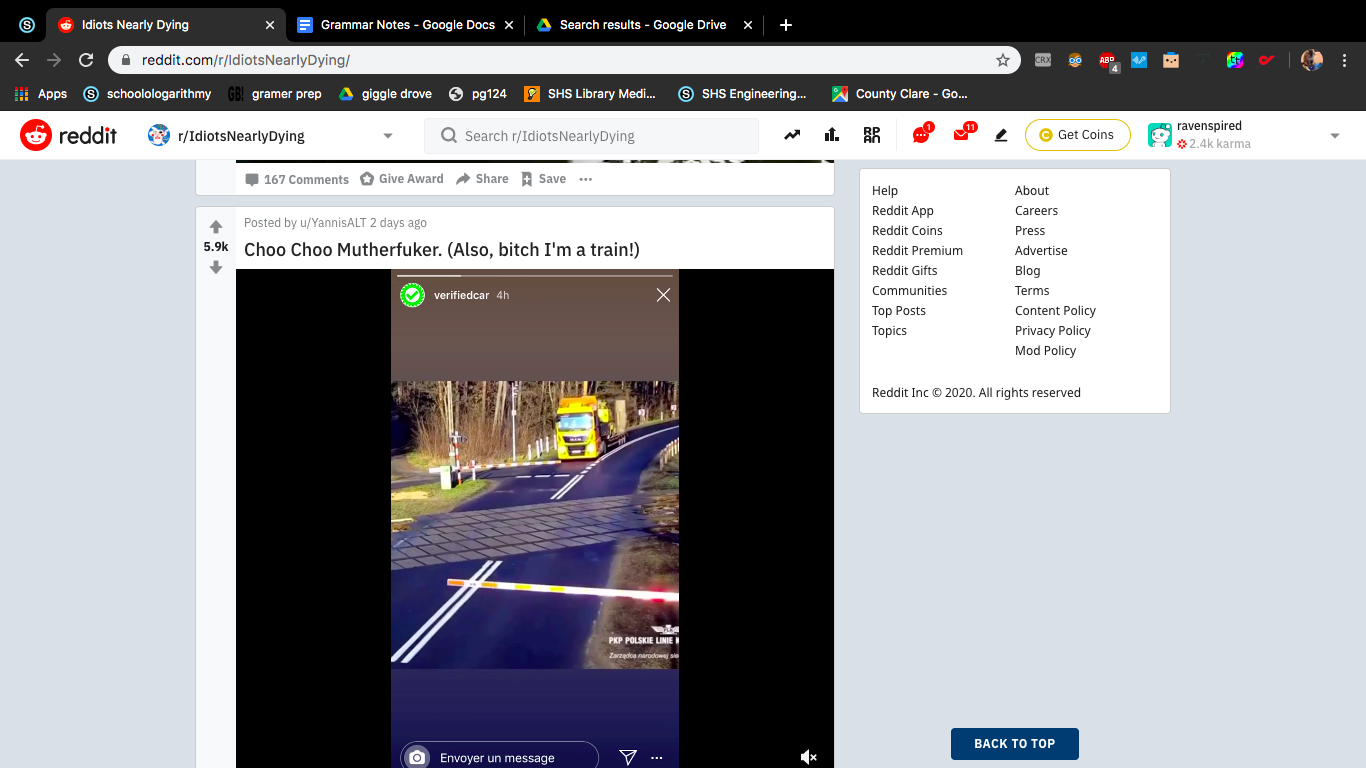 Idiots Nearly Dying
Grammar Notes - Google Docs
Search results - Google Drive
reddit.com/r/IdiotsNearlyDying/
CRX
ABP
4
Apps
schoolologarithmy
GB!
gramer prep
giggle drove
pg124
SHS Library Medi...
SHS Engineering...
County Clare - Go...
reddit
r/IdiotsNearlyDying
Search r/IdiotsNearlyDying
1
11
Get Coins
ravenspired
2.4k karma
167 Comments
Give Award
Share
Save
Posted by u/YannisALT 2 days ago
5.9k
Choo Choo Mutherfuker. (Also, bitch I'm a train!)
verifiedcar 4h
PKP POLSKIE LINIE K
Zarządca narodowej sie
Envoyer un message
Help
Reddit App
Reddit Coins
Reddit Premium
Reddit Gifts
Communities
Top Posts
Topics
About
Careers
Press
Advertise
Blog
Terms
Content Policy
Privacy Policy
Mod Policy
Reddit Inc © 2020. All rights reserved
BACK TO TOP